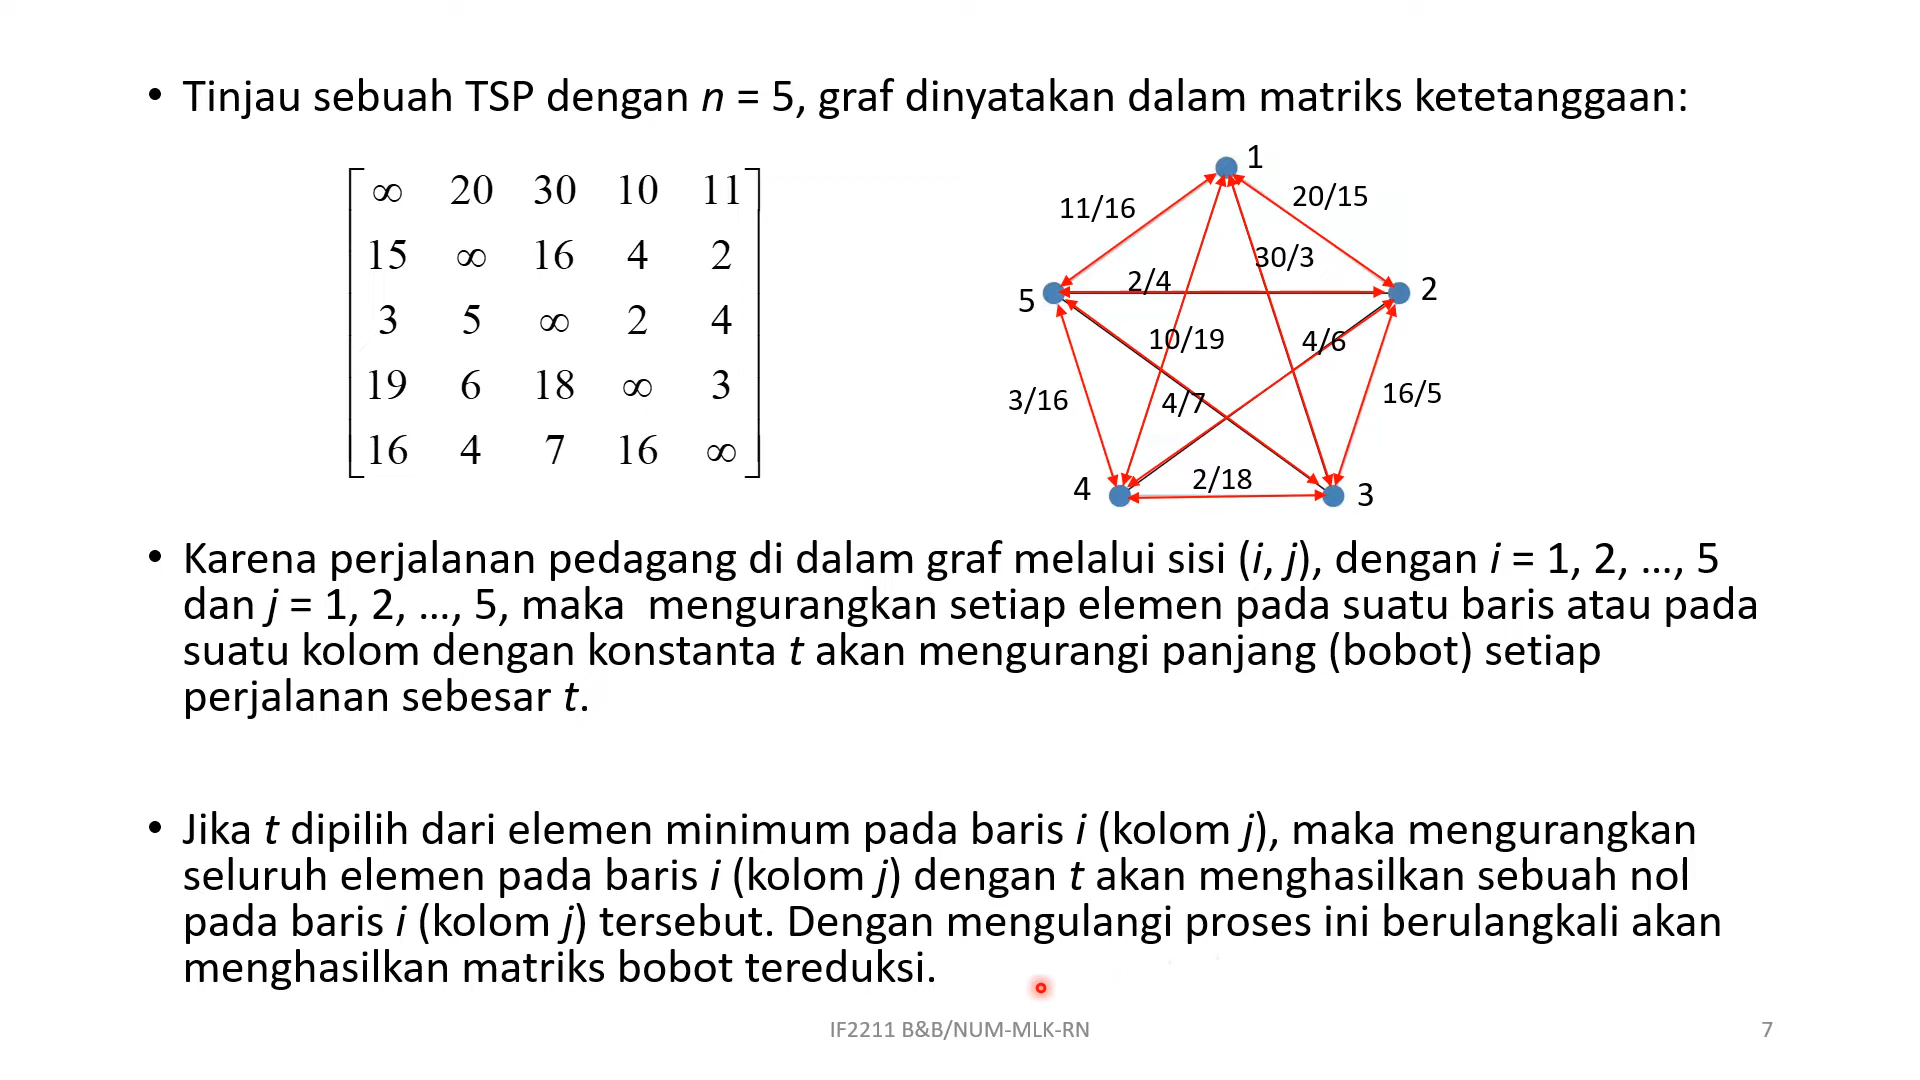 • Tinjau sebuah TSP dengan n = 5, graf dinyatakan dalam matriks ketetanggaan:
∞ 20 30 10 11
15 ∞ 16 4 2
3 5 ∞ 2 4
19 6 18 ∞ 3
16 4 7 16 ∞
1
11/16
20/15
30/3
2/4
5
2
10/19
4/6
3/16
4/7
16/5
2/18
4
3
• Karena perjalanan pedagang di dalam graf melalui sisi (i, j), dengan i = 1, 2, …, 5
dan j = 1, 2, …, 5, maka mengurangkan setiap elemen pada suatu baris atau pada
suatu kolom dengan konstanta t akan mengurangi panjang (bobot) setiap
perjalanan sebesar t.
• Jika t dipilih dari elemen minimum pada baris i (kolom j), maka mengurangkan
seluruh elemen pada baris i (kolom j) dengan t akan menghasilkan sebuah nol
pada baris i (kolom j) tersebut. Dengan mengulangi proses ini berulangkali akan
menghasilkan matriks bobot tereduksi.
IF2211 B&B/NUM-MLK-RN
7